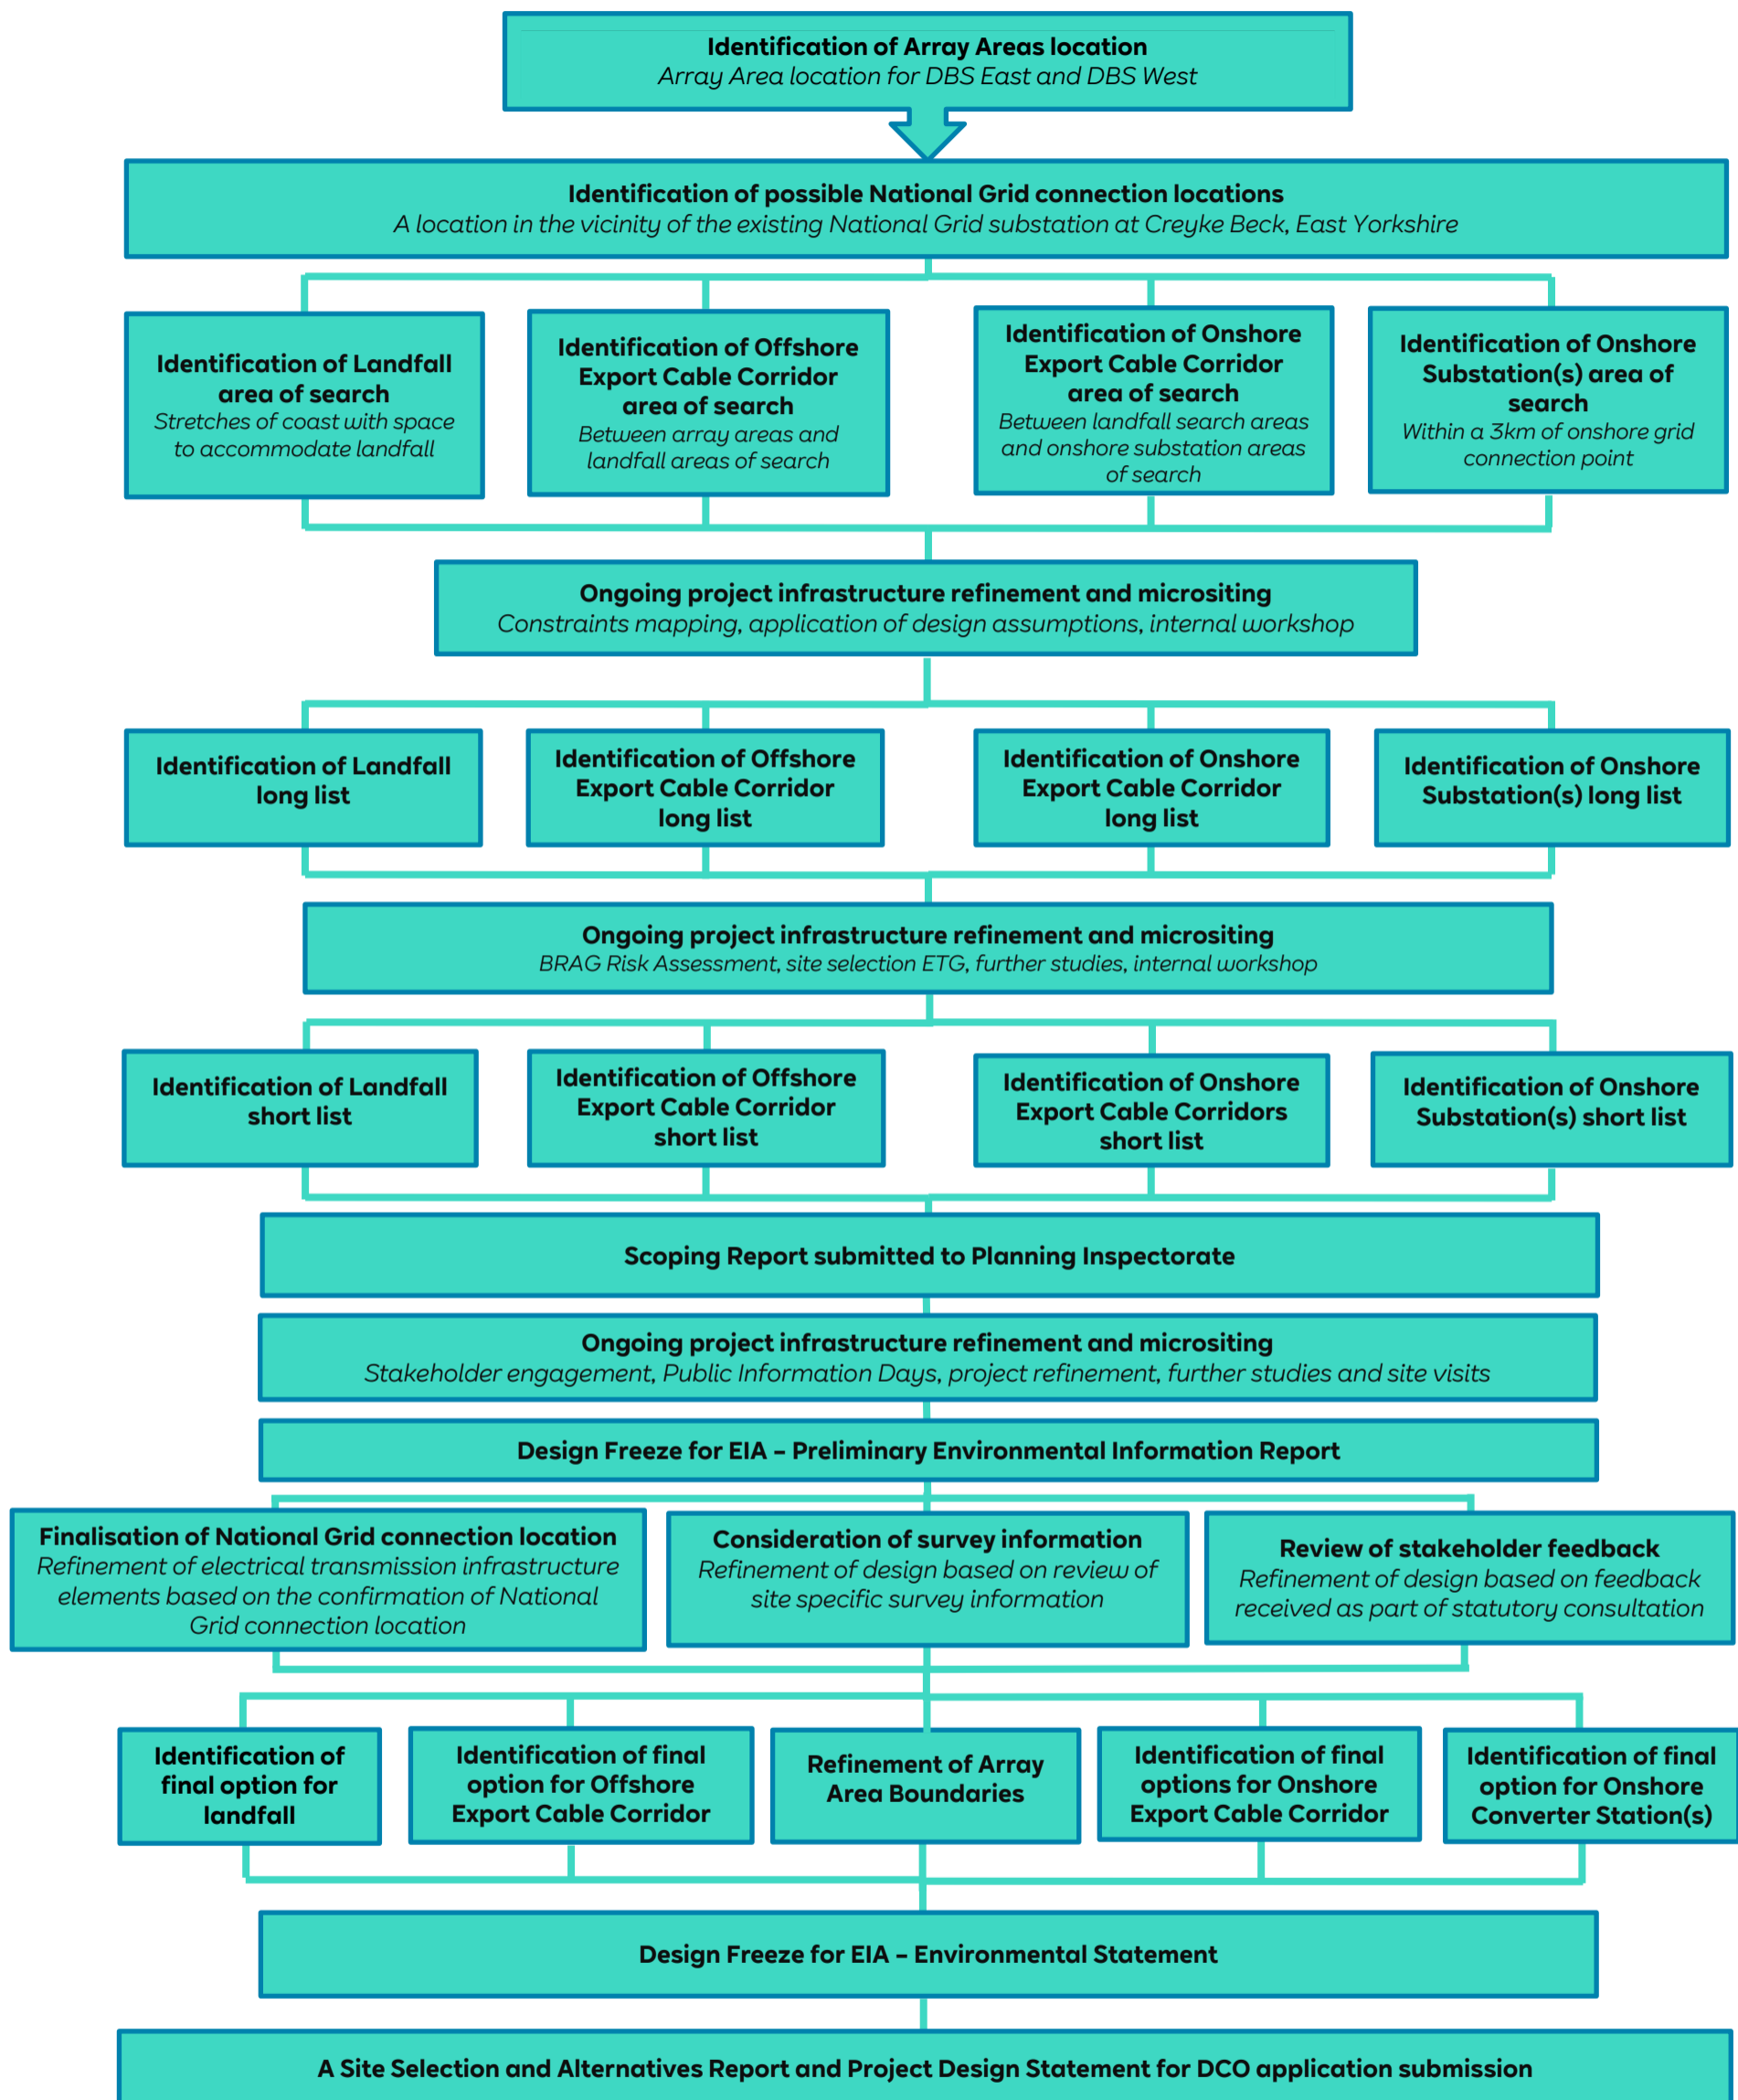 Identification of Array Areas location
Array Area location for DBS East and DBS West
Identification of possible National Grid connection locations
A location in the vicinity of the existing National Grid substation at Creyke Beck, East Yorkshire
Identification of Landfall
area of search
Stretches of coast with space
to accommodate landfall
Identification of Offshore
Export Cable Corridor
area of search
Between array areas and
landfall areas of search
Identification of Onshore
Export Cable Corridor
area of search
Between landfall search areas
and onshore substation areas
of search
Identification of Onshore
Substation(s) area of
search
Within a 3km of onshore grid
connection point
Ongoing project infrastructure refinement and micrositing
Constraints mapping, application of design assumptions, internal workshop
Identification of Landfall
long list
Identification of Offshore
Export Cable Corridor
long list
Identification of Onshore
Export Cable Corridor
long list
Identification of Onshore
Substation(s) long list
Ongoing project infrastructure refinement and micrositing
BRAG Risk Assessment, site selection ETG, further studies, internal workshop
Identification of Landfall
short list
Identification of Offshore
Export Cable Corridor
short list
Identification of Onshore
Export Cable Corridors
short list
Identification of Onshore
Substation(s) short list
Scoping Report submitted to Planning Inspectorate
Ongoing project infrastructure refinement and micrositing
Stakeholder engagement, Public Information Days, project refinement, further studies and site visits
Design Freeze for EIA – Preliminary Environmental Information Report
Finalisation of National Grid connection location
Refinement of electrical transmission infrastructure
elements based on the confirmation of National
Grid connection location
Consideration of survey information
Refinement of design based on review of
site specific survey information
Review of stakeholder feedback
Refinement of design based on feedback
received as part of statutory consultation
Identification of
final option for
landfall
Identification of final
option for Offshore
Export Cable Corridor
Refinement of Array
Area Boundaries
Identification of final
options for Onshore
Export Cable Corridor
Identification of final
option for Onshore
Converter Station(s)
Design Freeze for EIA – Environmental Statement
A Site Selection and Alternatives Report and Project Design Statement for DCO application submission